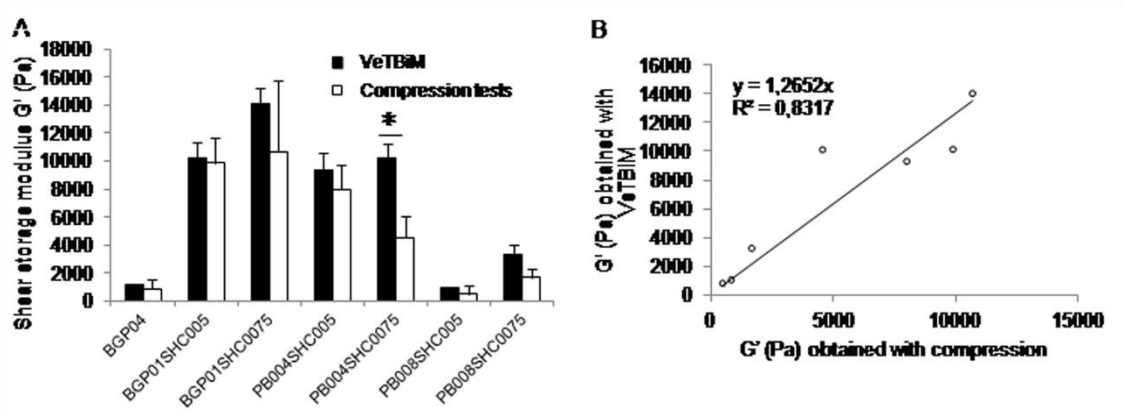 A
Shear storage modulus G' (Pa)
18000
16000
14000
12000
10000
8000
6000
4000
2000
0
VeTBiM
Compression tests
*
BGP04
BGP01SHC005
BGP01SHC0075
PB004SHC005
PB004SHC0075
PB008SHC005
PB008SHC0075
B
G' (Pa) obtained with
VeTBiM
16000
14000
12000
10000
8000
6000
4000
2000
0
y = 1,2652x
R² = 0,8317
0 5000 10000 15000
G' (Pa) obtained with compression